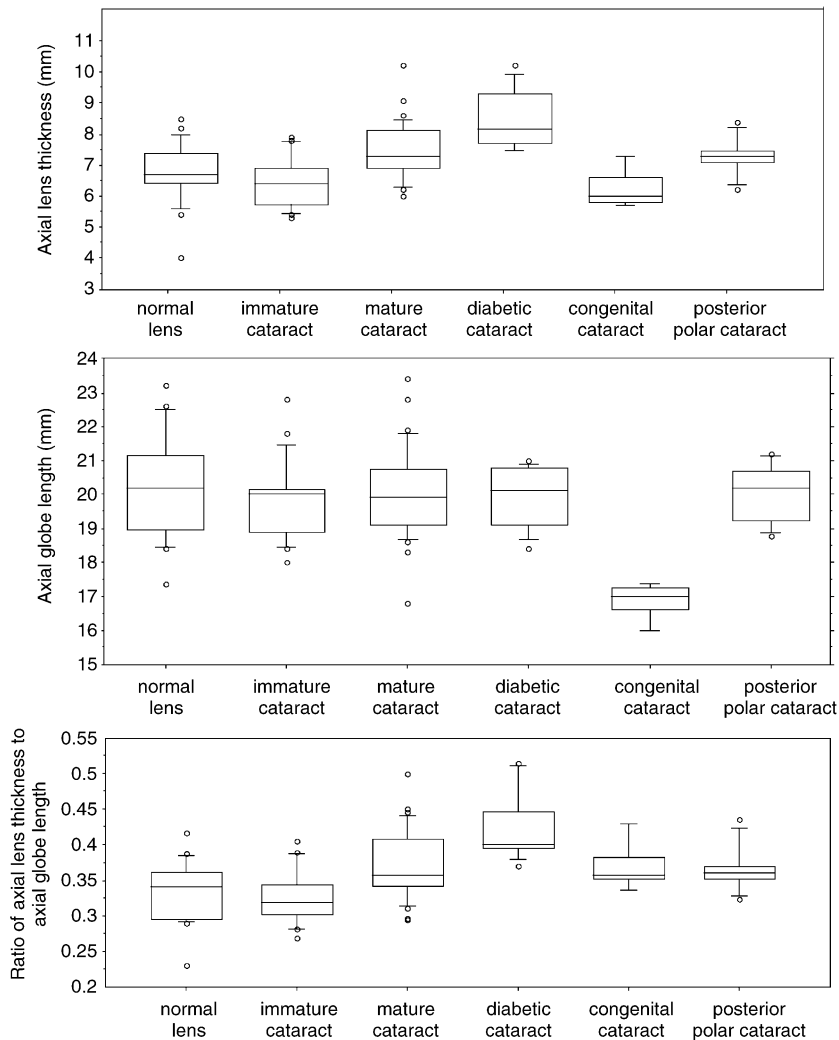 Axial lens thickness (mm)
11
10
9
8
7
6
5
4
3
normal immature mature diabetic congenital posterior
lens cataract cataract cataract cataract polar cataract
Axial globe length (mm)
24
23
22
21
20
19
18
17
16
15
normal immature mature diabetic congenital posterior
lens cataract cataract cataract cataract polar cataract
Ratio of axial lens thickness to
axial globe length
0.55
0.5
0.45
0.4
0.35
0.3
0.25
0.2
normal immature mature diabetic congenital posterior
lens cataract cataract cataract cataract polar cataract